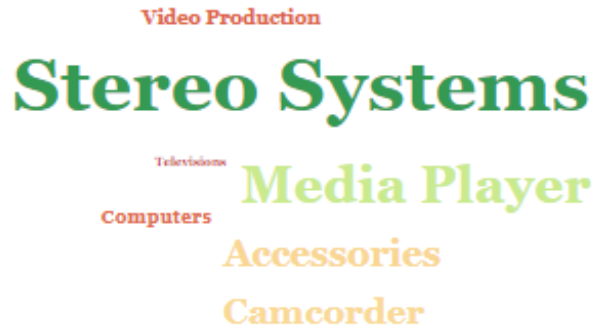 Video Production
Stereo Systems
Televisions
Media Player
Computers
Accessories
Camcorder